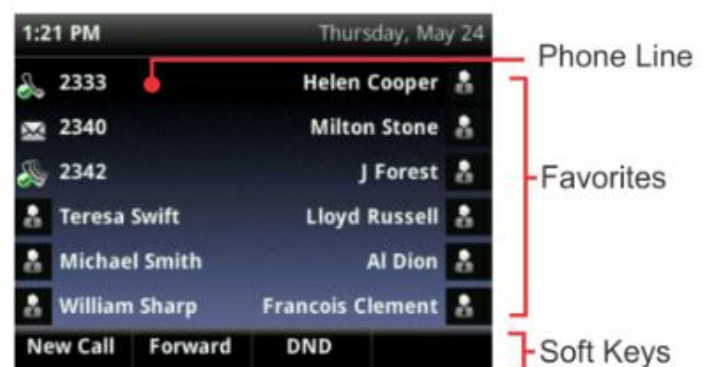 1:21 PM Thursday, May 24
Phone Line
2333 Helen Cooper
2340 Milton Stone
2342 J Forest
Favorites
Teresa Swift Lloyd Russell
Michael Smith Al Dion
William Sharp Francois Clement
New Call Forward DND
Soft Keys